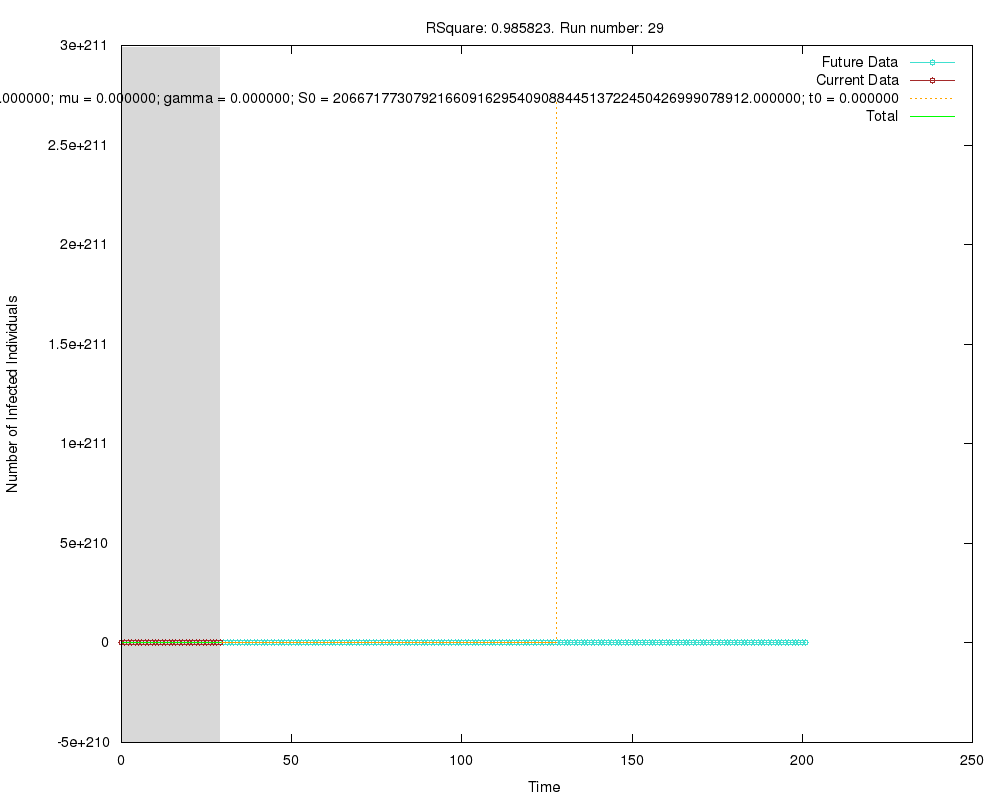 RSquare: 0.985823. Run number: 29
3e+211
2.5e+211
2e+211
1.5e+211
1e+211
5e+210
0
-5e+210
Number of Infected Individuals
Future Data
Current Data
.000000; mu = 0.000000; gamma = 0.000000; S0 = 20667177307921660916295409088445137224504269990789​12.000000; t0 = 0.000000
Total
0 50 100 150 200 250
Time